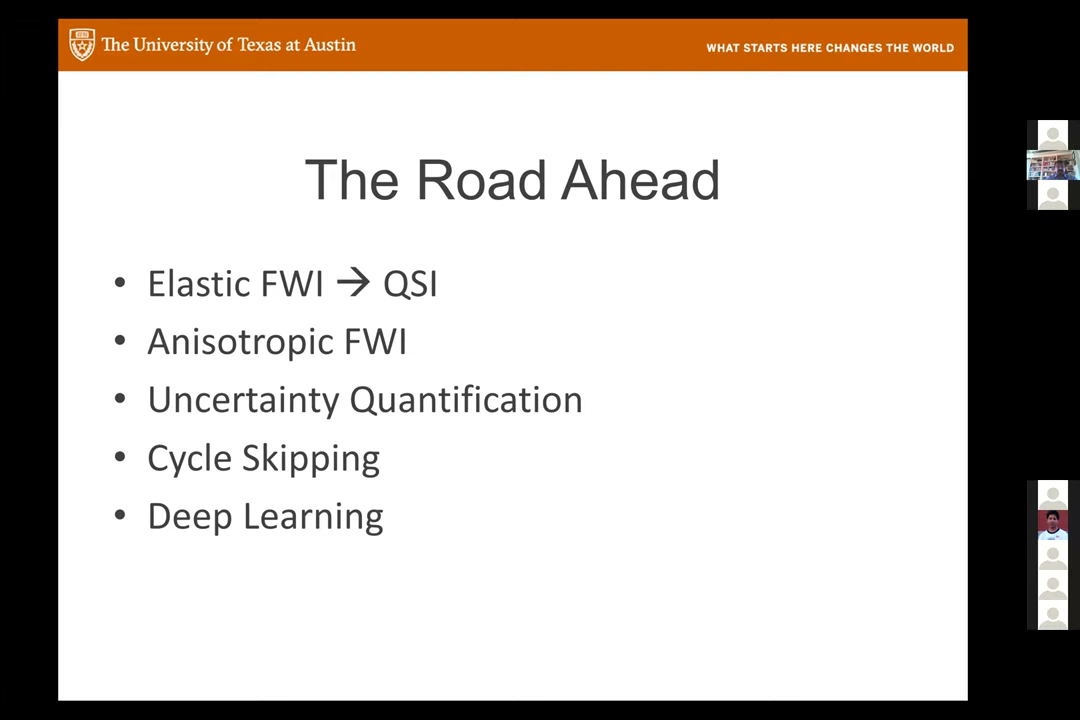 The University of Texas at Austin
WHAT STARTS HERE CHANGES THE WORLD
The Road Ahead
• Elastic FWI → QSI
• Anisotropic FWI
• Uncertainty Quantification
• Cycle Skipping
• Deep Learning